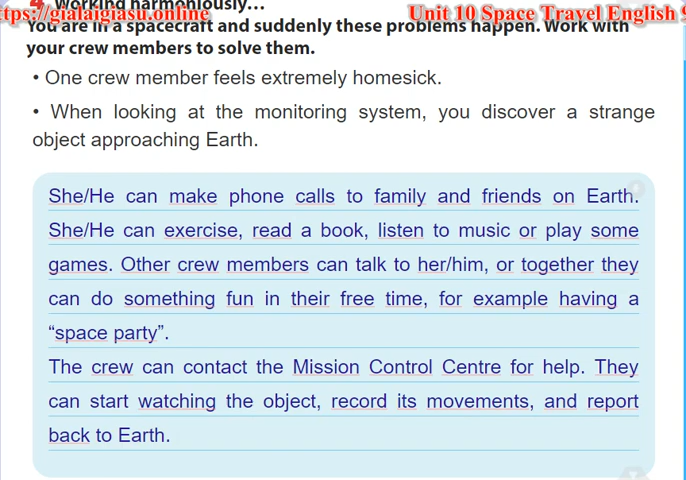 4 Working harmoniously...
ttps://gialaigiasu.online
Unit 10 Space Travel English 9
You are in a spacecraft and suddenly these problems happen. Work with
your crew members to solve them.
• One crew member feels extremely homesick.
• When looking at the monitoring system, you discover a strange
object approaching Earth.
She/He can make phone calls to family and friends on Earth.
She/He can exercise, read a book, listen to music or play some
games. Other crew members can talk to her/him, or together they
can do something fun in their free time, for example having a
“space party”.
The crew can contact the Mission Control Centre for help. They
can start watching the object, record its movements, and report
back to Earth.